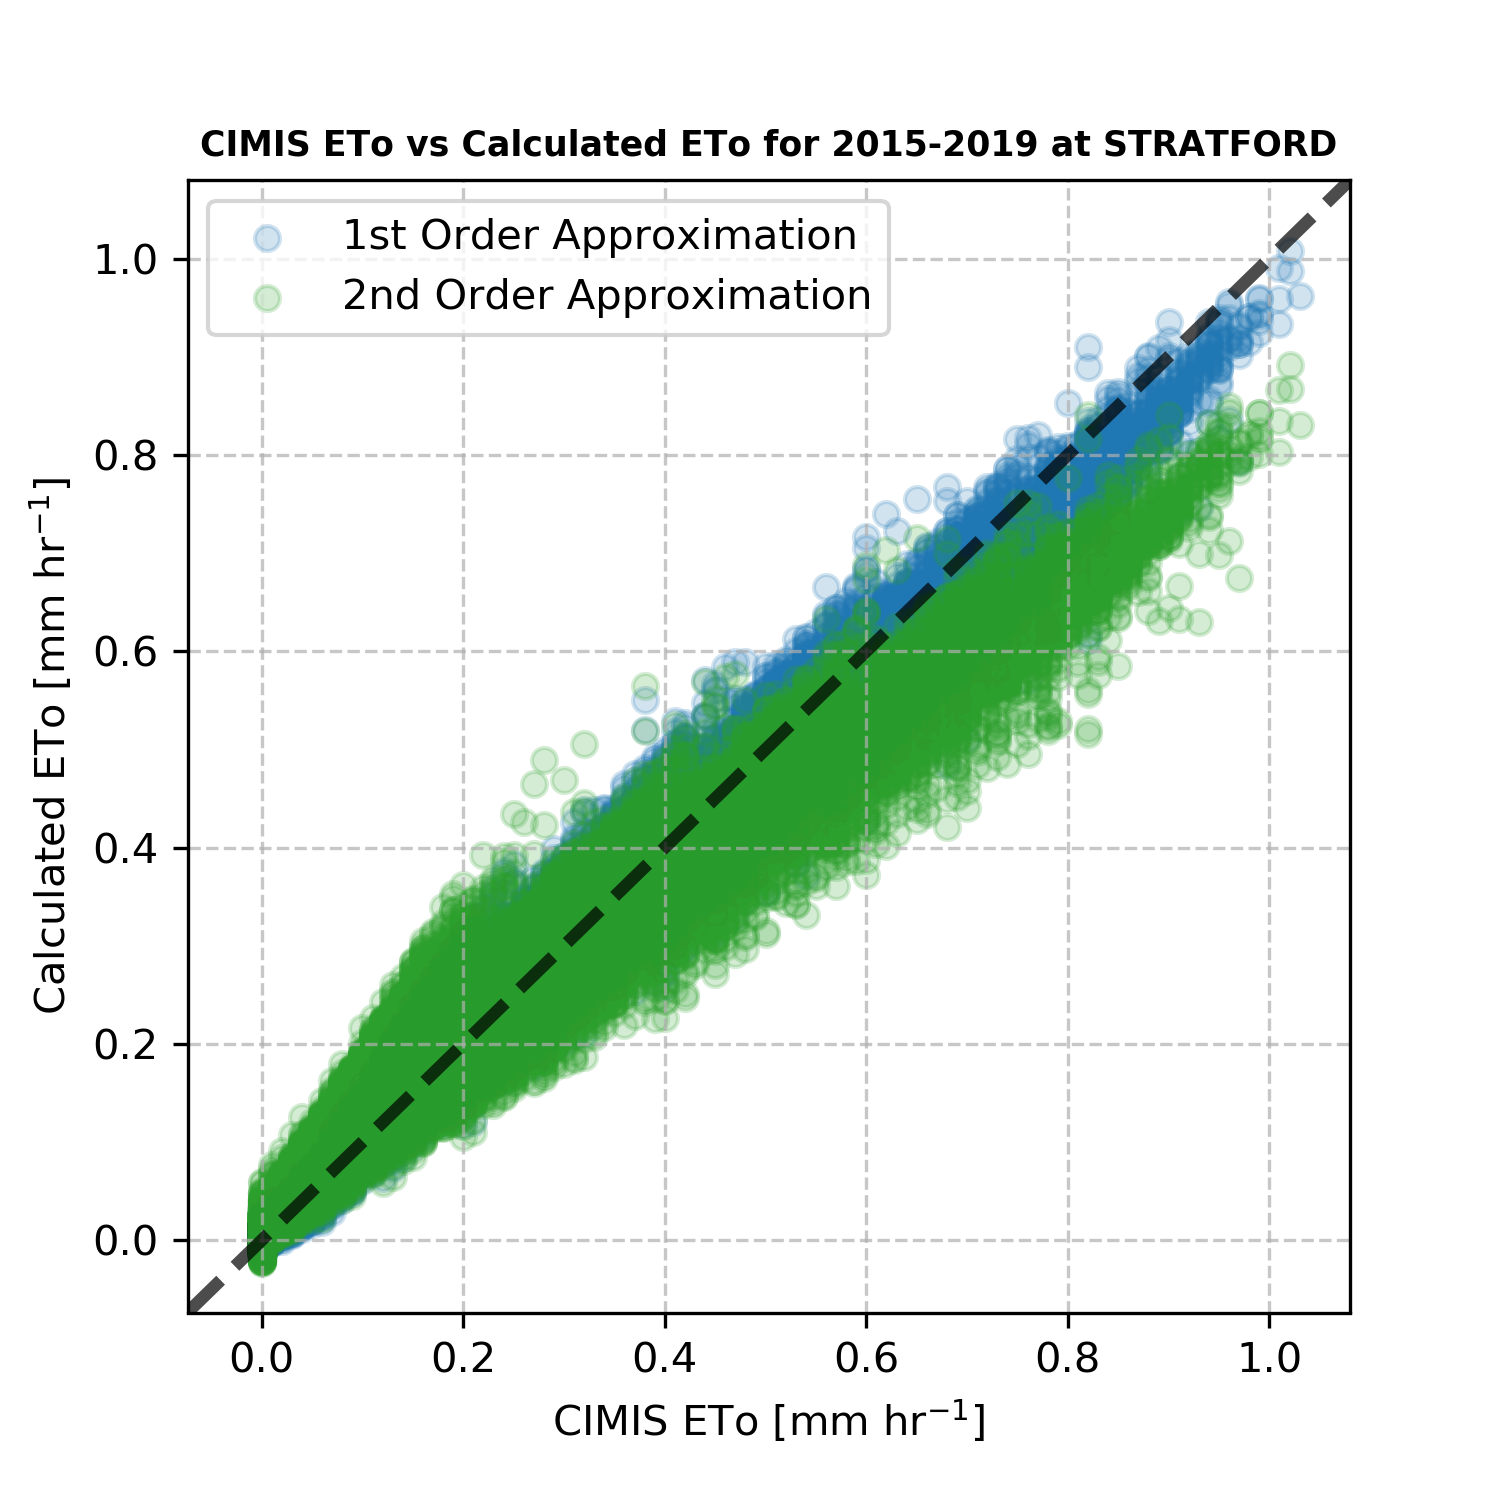 CIMIS ETo vs Calculated ETo for 2015-2019 at STRATFORD
1st Order Approximation
2nd Order Approximation
1.0
0.8
0.6
0.4
0.2
0.0
Calculated ETo [mm hr⁻¹]
0.0 0.2 0.4 0.6 0.8 1.0
CIMIS ETo [mm hr⁻¹]